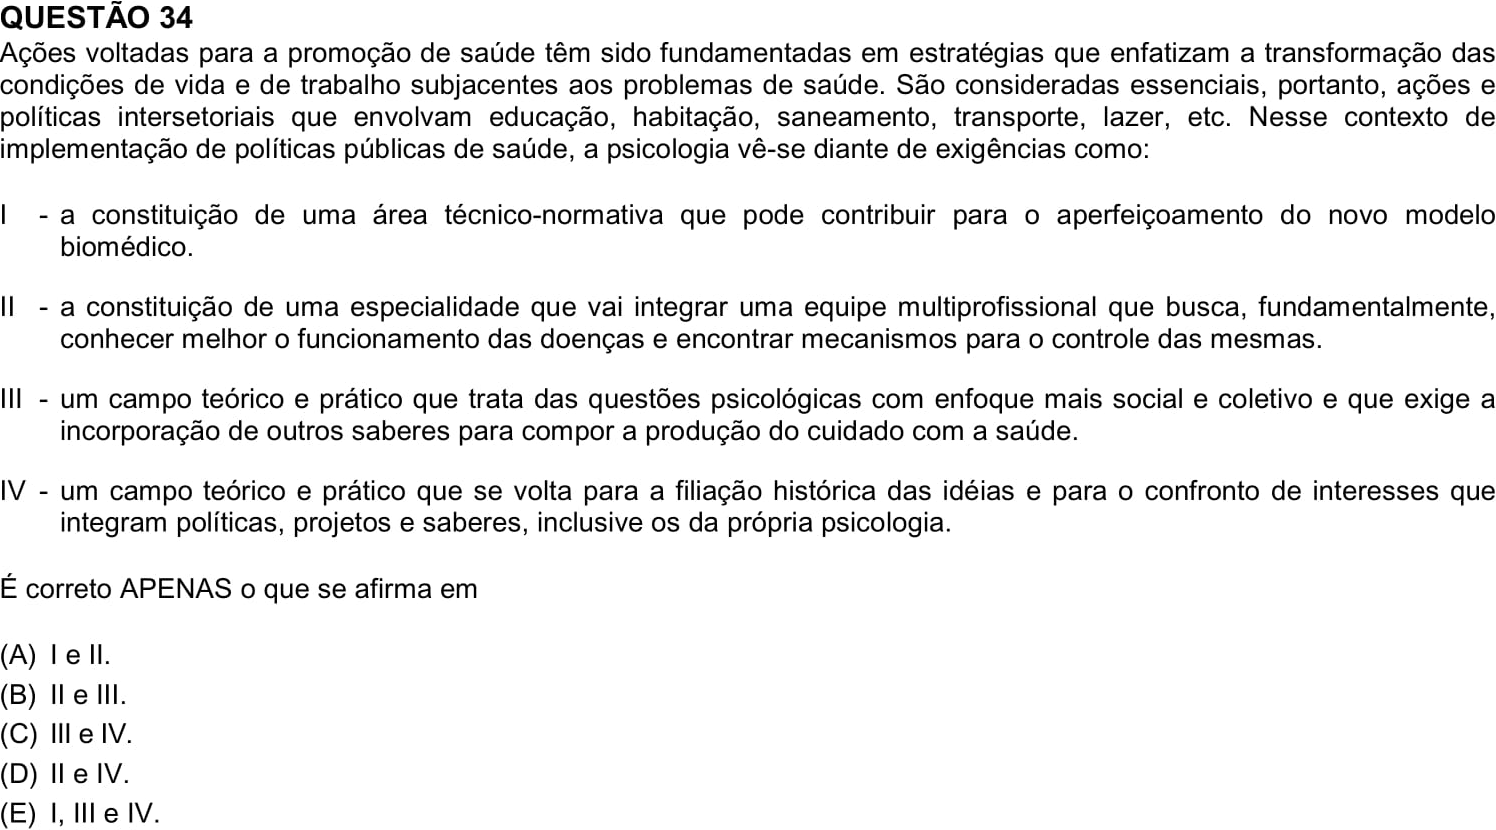 QUESTÃO 34
Ações voltadas para a promoção de saúde têm sido fundamentadas em estratégias que enfatizam a transformação das
condições de vida e de trabalho subjacentes aos problemas de saúde. São consideradas essenciais, portanto, ações e
políticas intersetoriais que envolvam educação, habitação, saneamento, transporte, lazer, etc. Nesse contexto de
implementação de políticas públicas de saúde, a psicologia vê-se diante de exigências como:
I - a constituição de uma área técnico-normativa que pode contribuir para o aperfeiçoamento do novo modelo
biomédico.
II - a constituição de uma especialidade que vai integrar uma equipe multiprofissional que busca, fundamentalmente,
conhecer melhor o funcionamento das doenças e encontrar mecanismos para o controle das mesmas.
III - um campo teórico e prático que trata das questões psicológicas com enfoque mais social e coletivo e que exige a
incorporação de outros saberes para compor a produção do cuidado com a saúde.
IV - um campo teórico e prático que se volta para a filiação histórica das idéias e para o confronto de interesses que
integram políticas, projetos e saberes, inclusive os da própria psicologia.
É correto APENAS o que se afirma em
(A) I e II.
(B) II e III.
(C) III e IV.
(D) II e IV.
(E) I, III e IV.